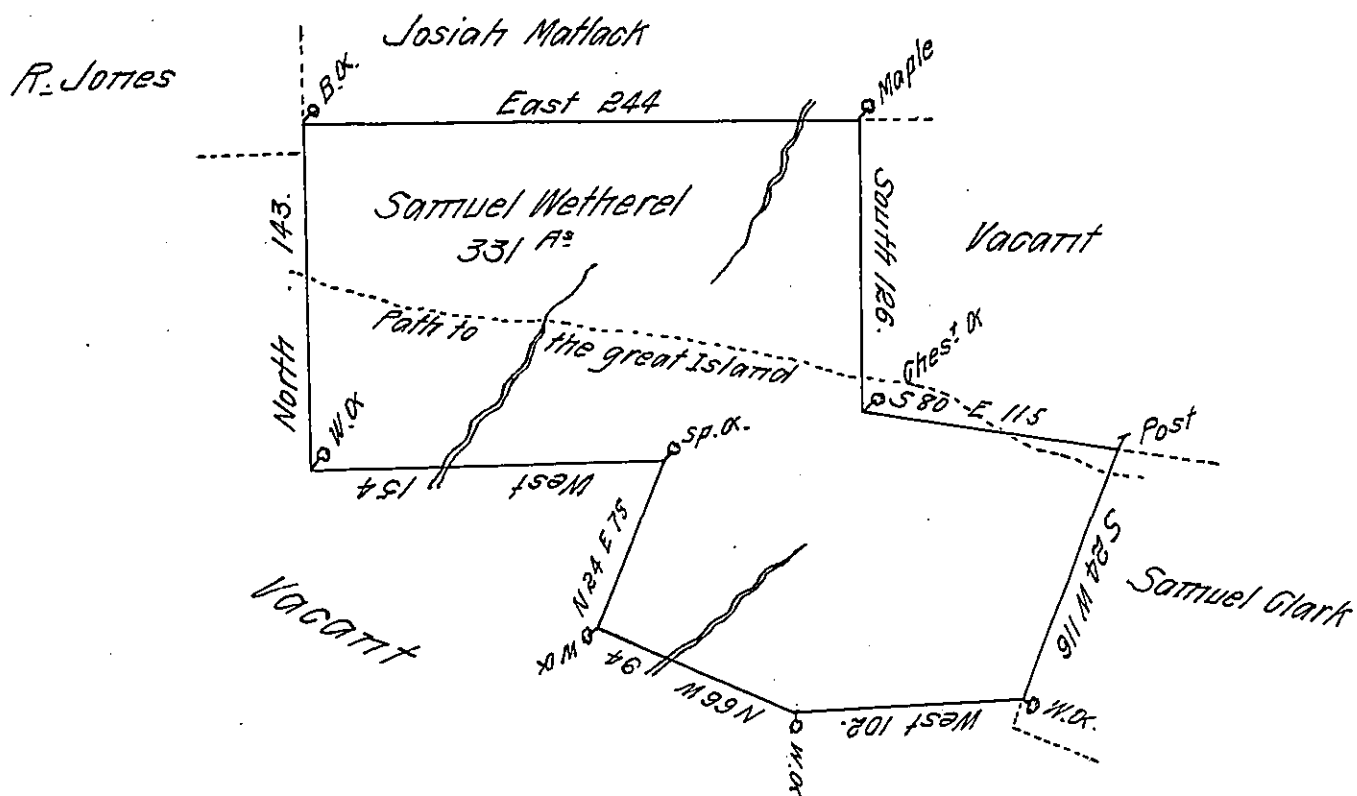 Josiah Matlack
R. Jones
B.O.
Maple
East 244
Samuel Wetherel
331 As
North 143.
South 126.
Vacant
Path to the great Island
Chest O
S 80 E 115
Post
W.O
Sp.O.
West 154
N 24 E 75
S 24 W 116
Samuel Clark
Vacant
W O
N 66 W 94
West 102.
W.O.
W.O